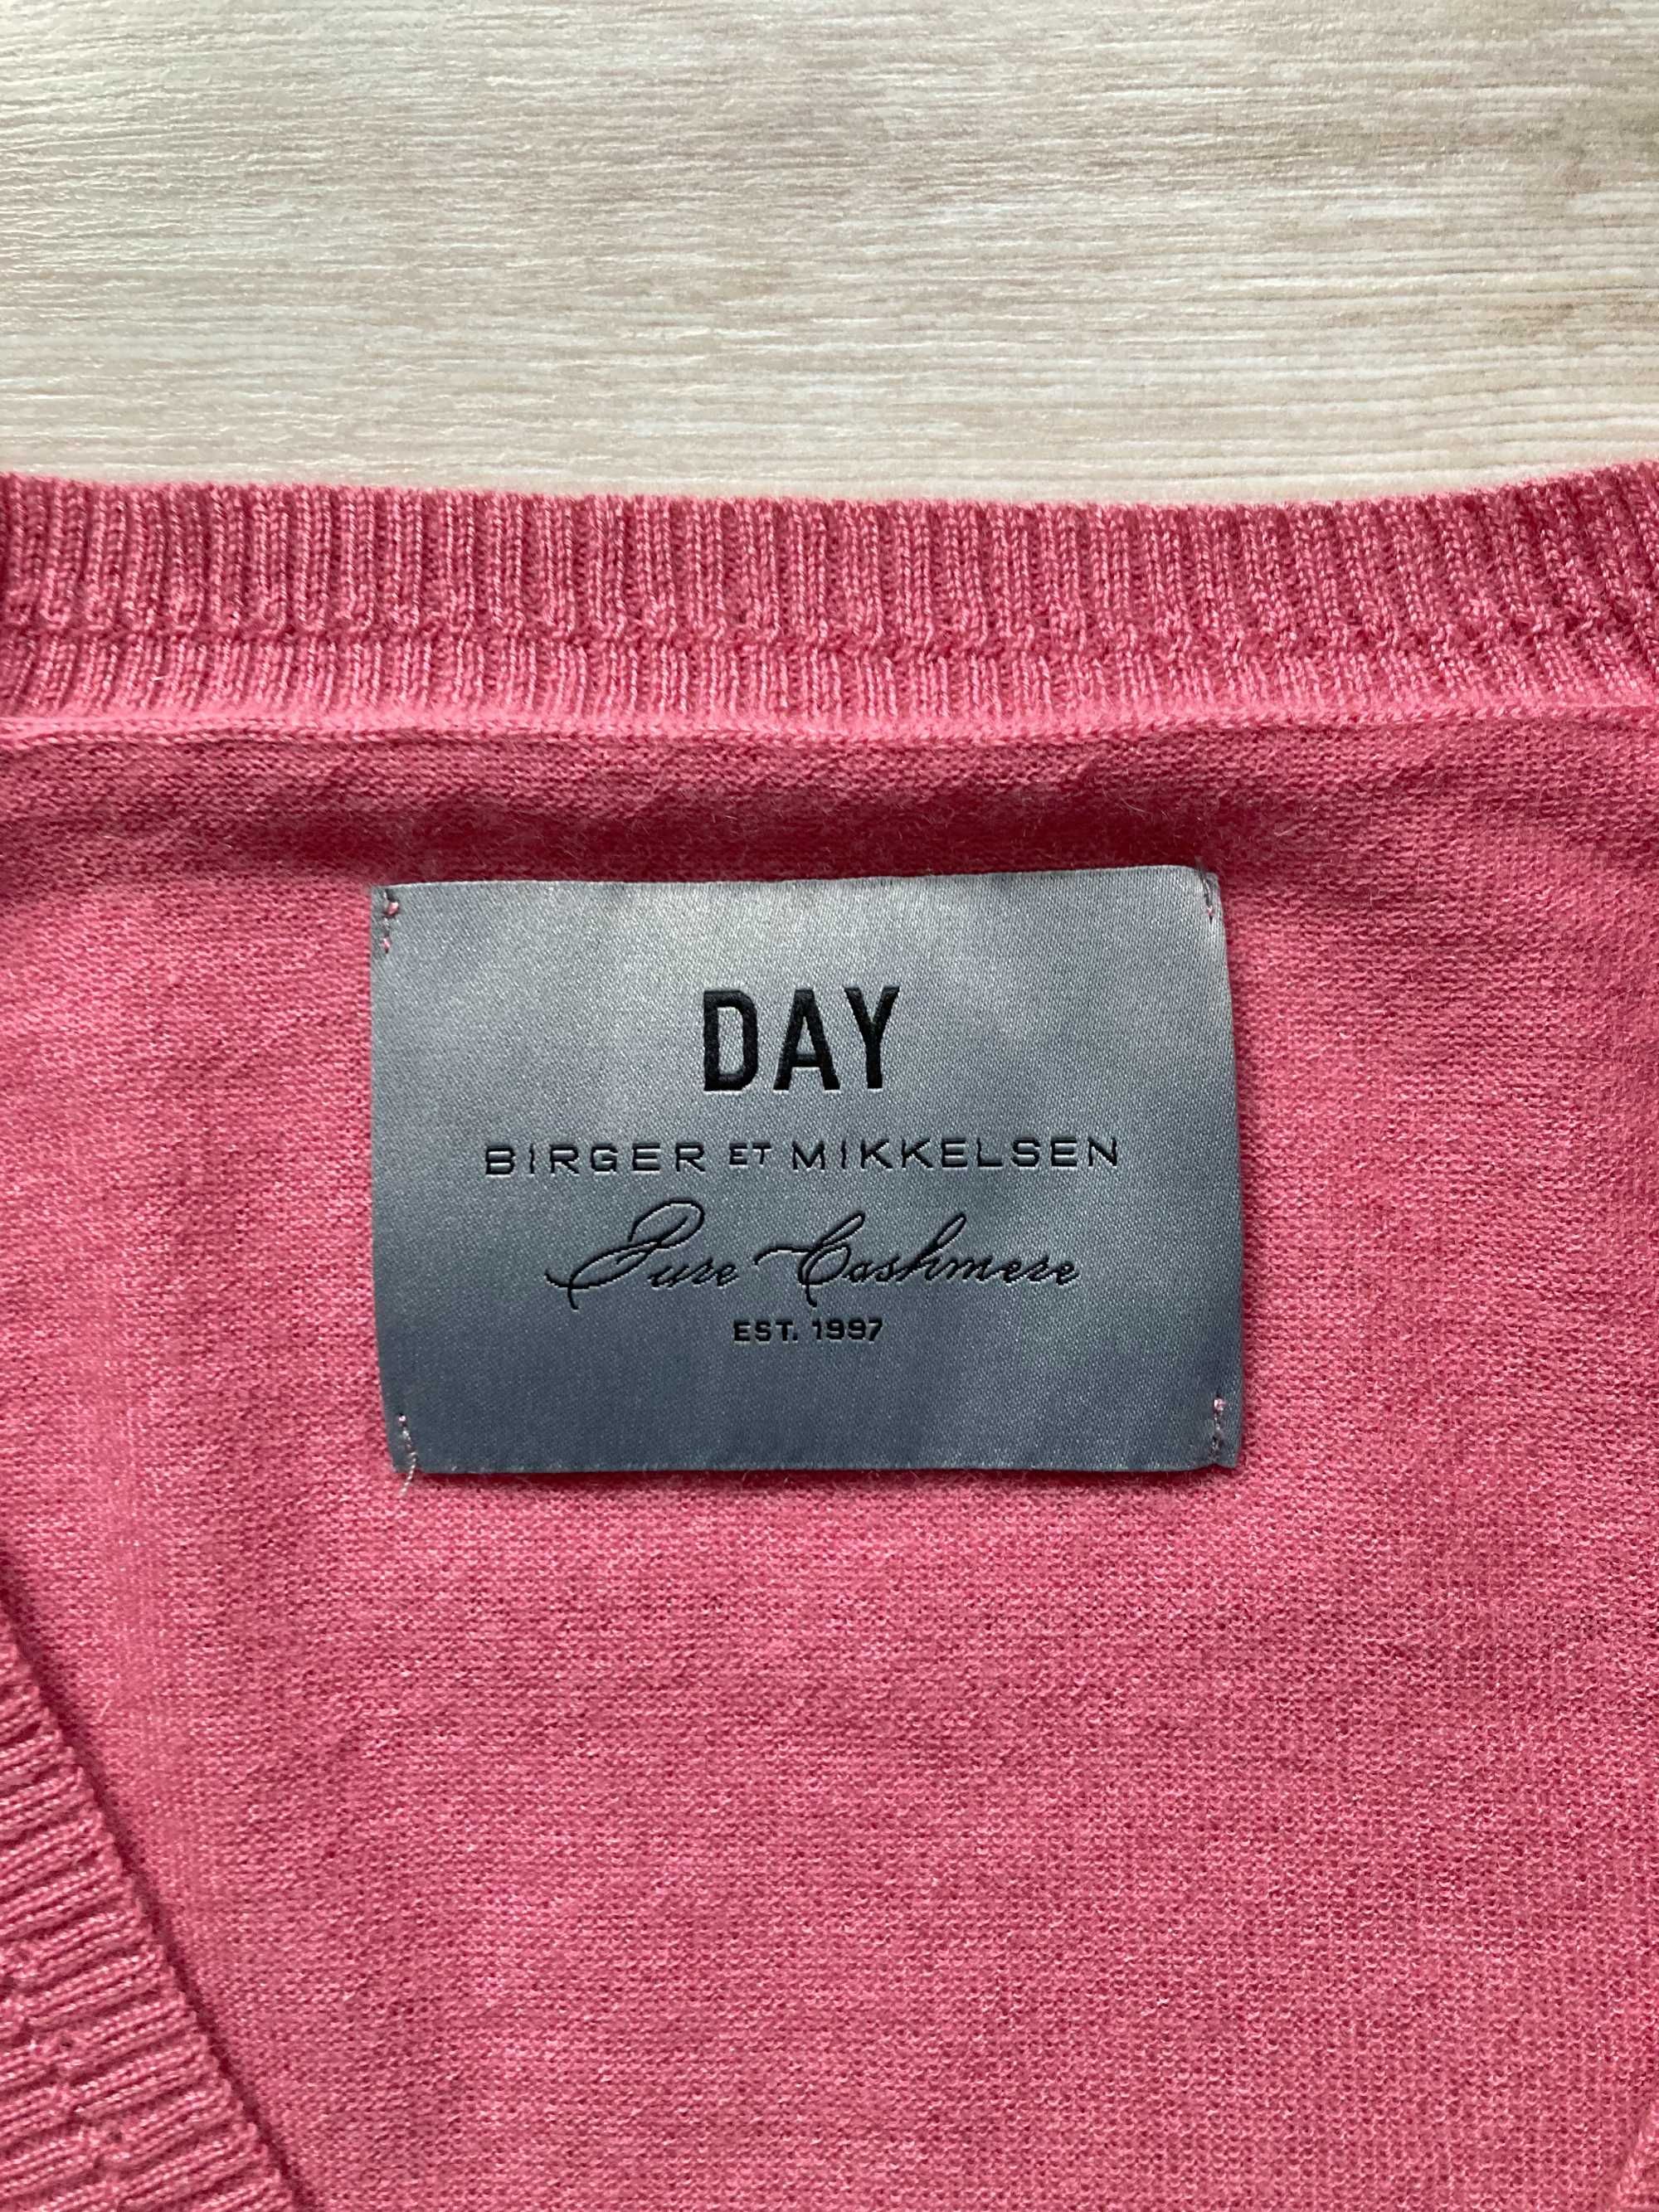 DAY
BIRGER ET MIKKELSEN
Pure Cashmere
EST. 1997